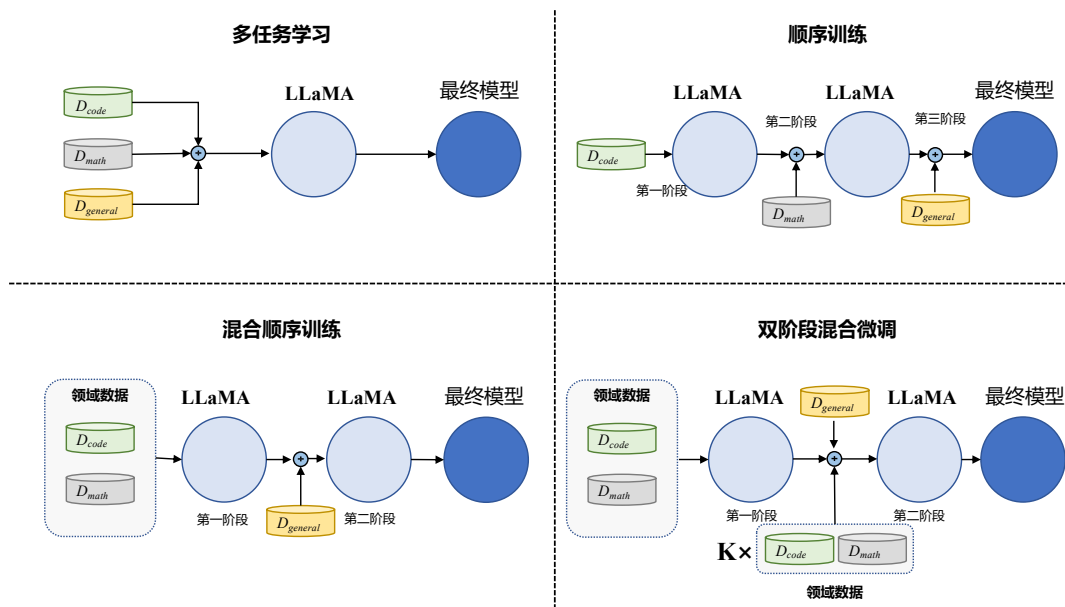 多任务学习
LLaMA
最终模型
D_code
D_math
D_general
+
顺序训练
LLaMA
LLaMA
最终模型
第二阶段
第三阶段
D_code
+
+
第一阶段
D_math
D_general
混合顺序训练
领域数据
LLaMA
LLaMA
最终模型
D_code
D_math
+
第一阶段
D_general
第二阶段
双阶段混合微调
领域数据
LLaMA
D_general
LLaMA
最终模型
D_code
D_math
+
第一阶段
第二阶段
K×
D_code
D_math
领域数据